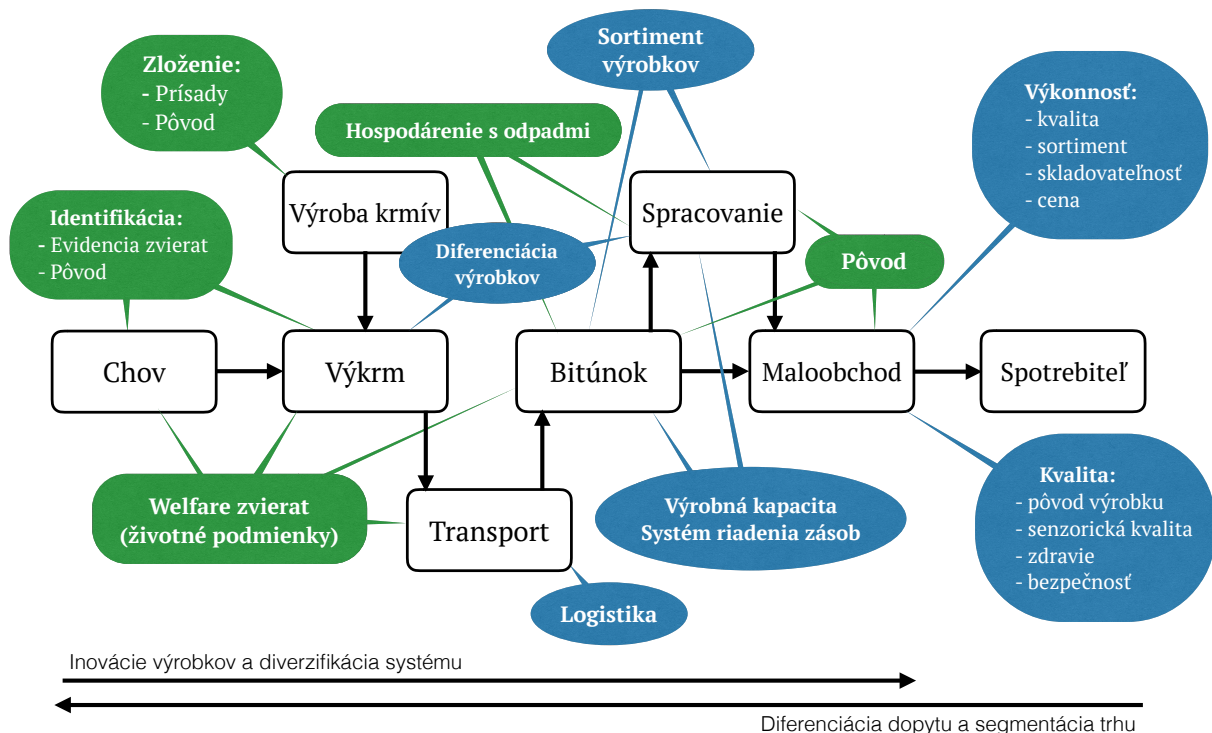 Sortiment
výrobkov
Zloženie:
- Prísady
- Pôvod
Výkonnosť:
- kvalita
- sortiment
- skladovateľnosť
- cena
Hospodárenie s odpadmi
Výroba krmív
Spracovanie
Identifikácia:
- Evidencia zvierat
- Pôvod
Diferenciácia
výrobkov
Pôvod
Chov
Výkrm
Bitúnok
Maloobchod
Spotrebiteľ
Welfare zvierat
(životné podmienky)
Transport
Výrobná kapacita
Systém riadenia zásob
Kvalita:
- pôvod výrobku
- senzorická kvalita
- zdravie
- bezpečnosť
Logistika
Inovácie výrobkov a diverzifikácia systému
Diferenciácia dopytu a segmentácia trhu